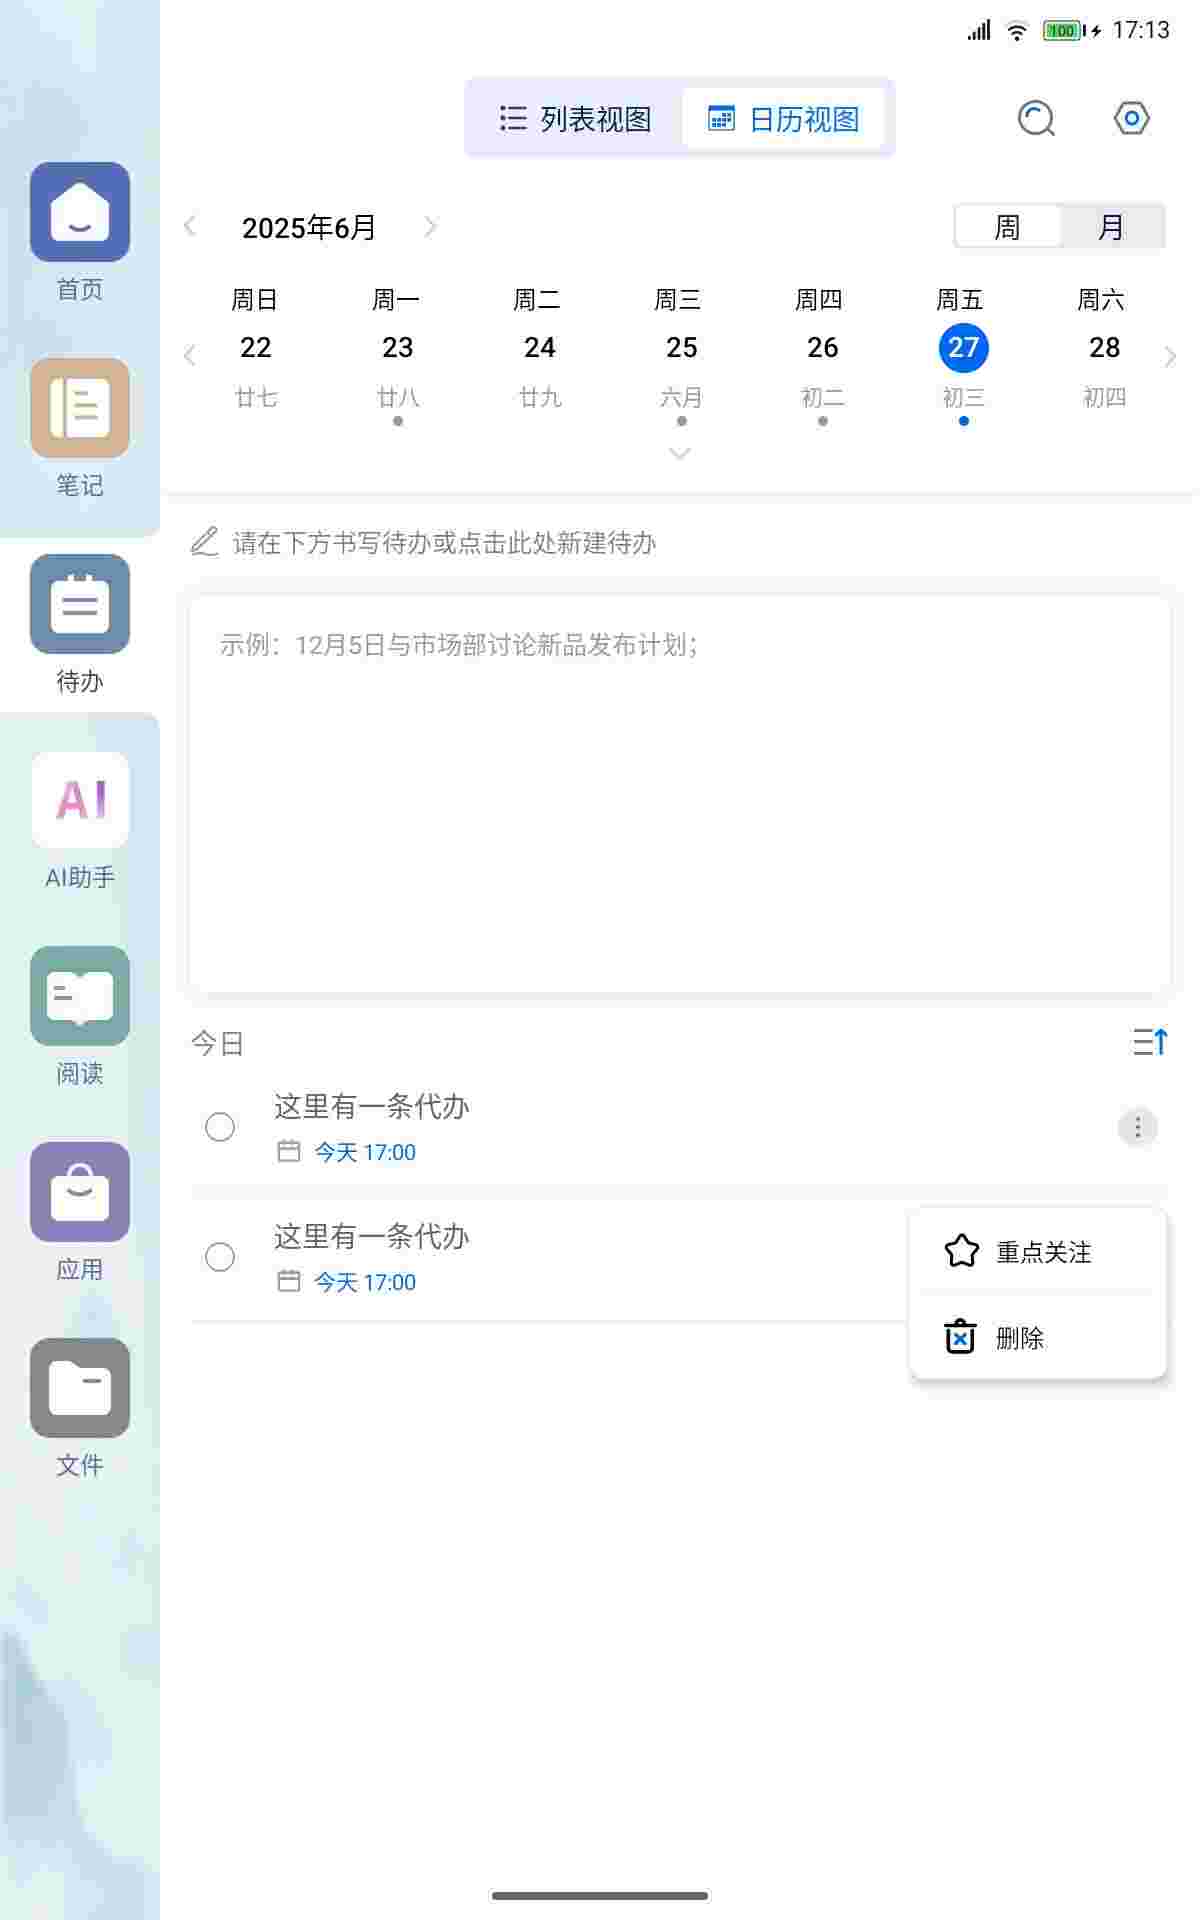 100 17:13
列表视图 日历视图
2025年6月 周 月
周日 周一 周二 周三 周四 周五 周六
22 23 24 25 26 27 28
廿七 廿八 廿九 六月 初二 初三 初四
请在下方书写待办或点击此处新建待办
示例：12月5日与市场部讨论新品发布计划；
今日
这里有一条代办
今天 17:00
这里有一条代办
今天 17:00
重点关注
删除
首页
笔记
待办
AI
AI助手
阅读
应用
文件